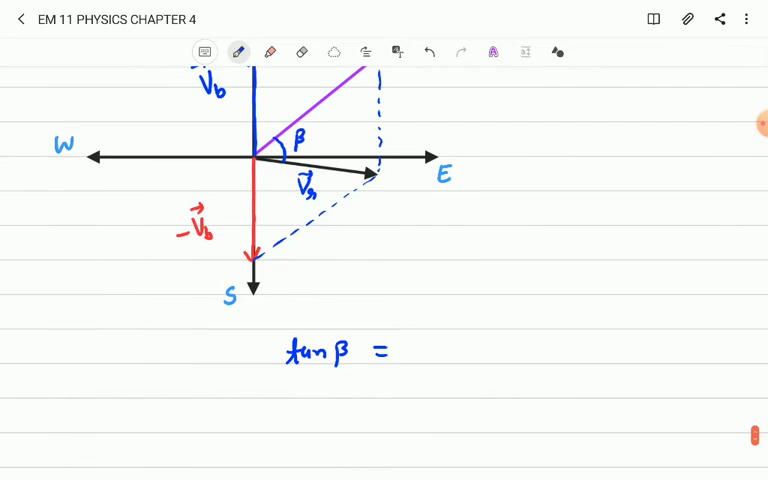 EM 11 PHYSICS CHAPTER 4
V⃗b
W
β
E
V⃗R
-V⃗b
S
tan β =